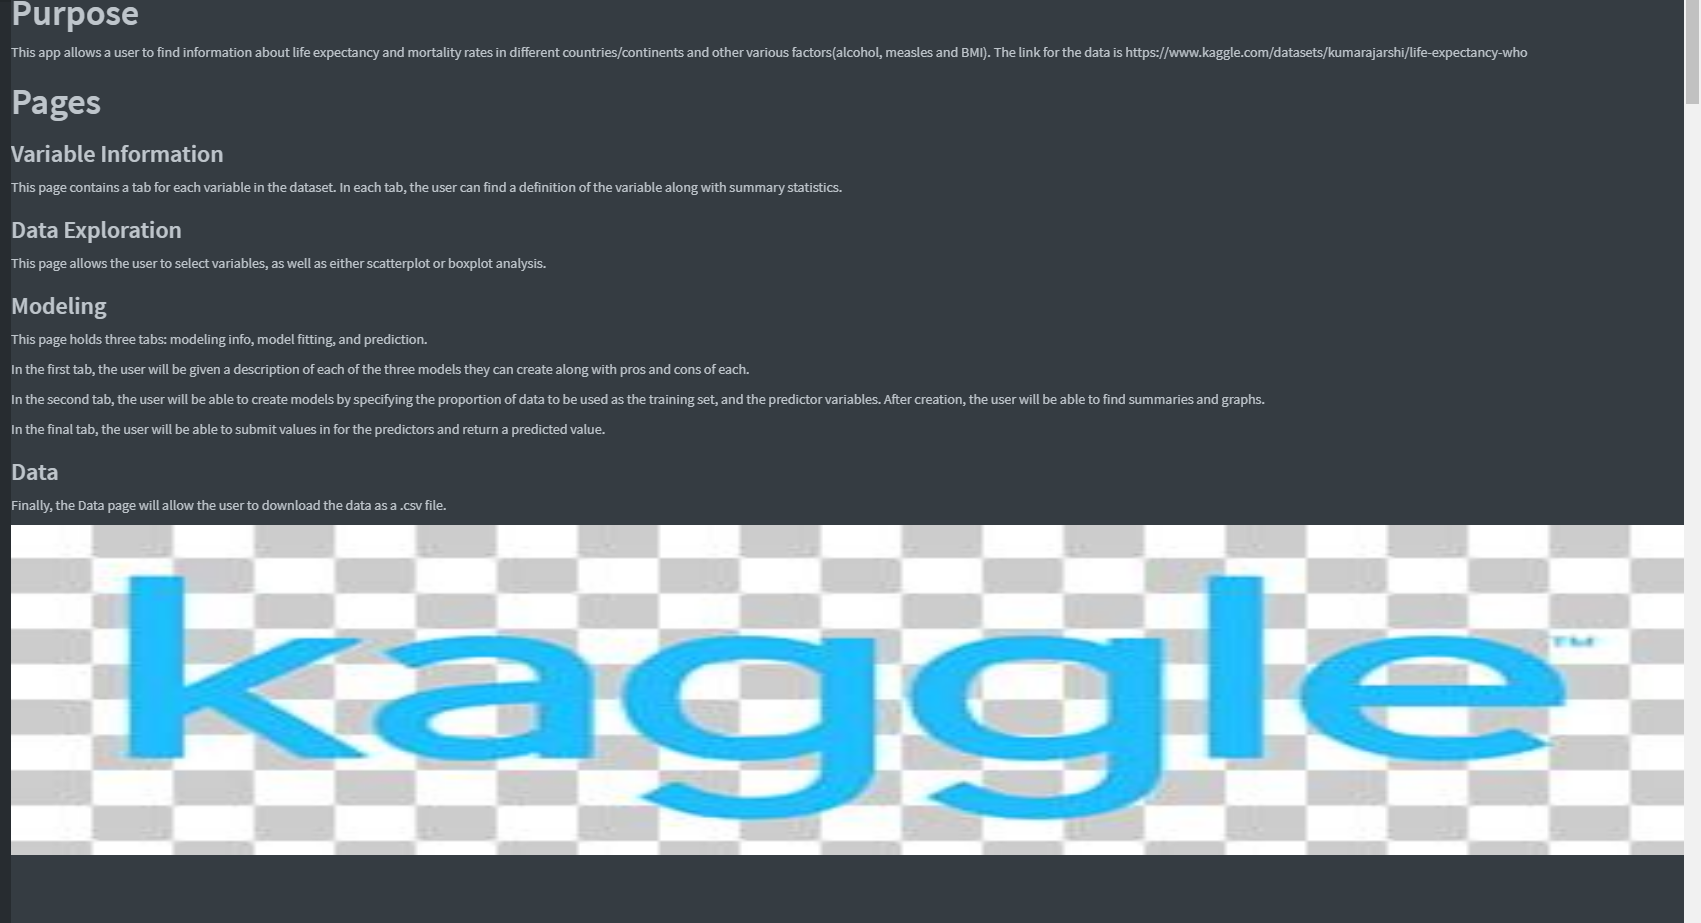 Purpose
This app allows a user to find information about life expectancy and mortality rates in different countries/continents and other various factors(alcohol, measles and BMI). The link for the data is https://www.kaggle.com/datasets/kumarajarshi/life-expectancy-who
Pages
Variable Information
This page contains a tab for each variable in the dataset. In each tab, the user can find a definition of the variable along with summary statistics.
Data Exploration
This page allows the user to select variables, as well as either scatterplot or boxplot analysis.
Modeling
This page holds three tabs: modeling info, model fitting, and prediction.
In the first tab, the user will be given a description of each of the three models they can create along with pros and cons of each.
In the second tab, the user will be able to create models by specifying the proportion of data to be used as the training set, and the predictor variables. After creation, the user will be able to find summaries and graphs.
In the final tab, the user will be able to submit values in for the predictors and return a predicted value.
Data
Finally, the Data page will allow the user to download the data as a .csv file.
kaggle™